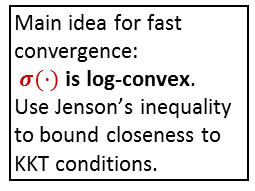 Main idea for fast
convergence:
σ(·) is log-convex.
Use Jenson's inequality
to bound closeness to
KKT conditions.